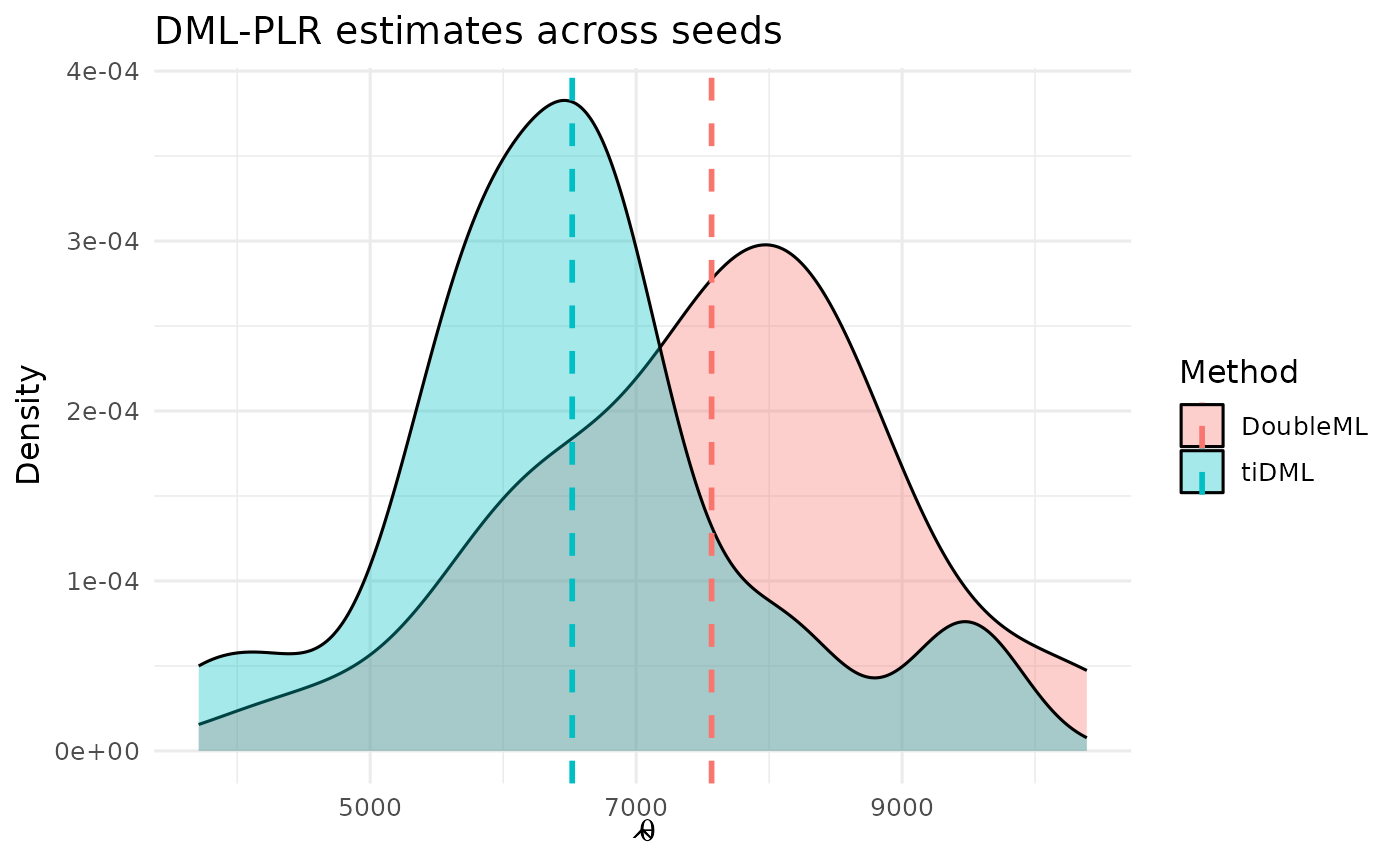 DML-PLR estimates across seeds
4e-04
3e-04
2e-04
1e-04
0e+00
Density
5000 7000 9000
θ̂
Method
DoubleML
tiDML